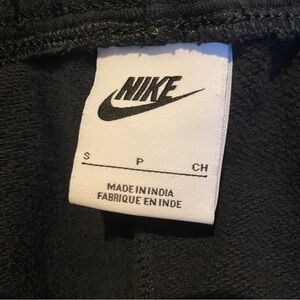 NIKE
S P CH
MADE IN INDIA
FABRIQUE EN INDE